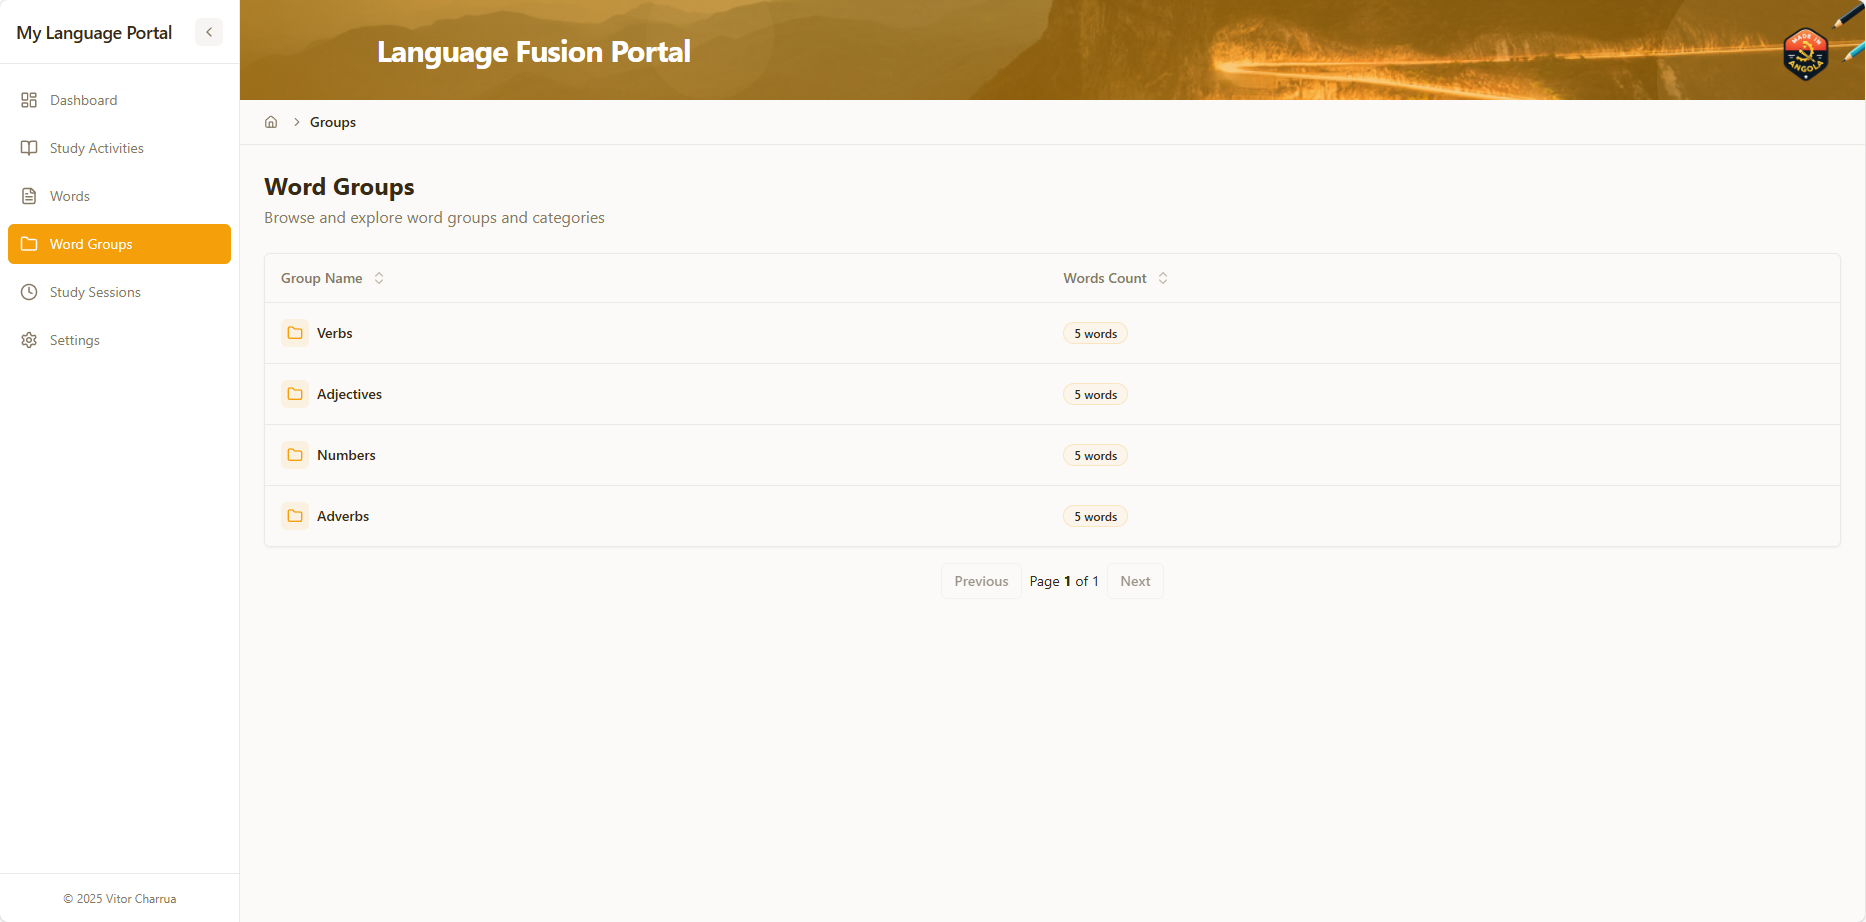 My Language Portal
Language Fusion Portal
MADE IN
ANGOLA
Dashboard
Study Activities
Words
Word Groups
Study Sessions
Settings
© 2025 Vitor Charrua
Groups
Word Groups
Browse and explore word groups and categories
Group Name Words Count
Verbs 5 words
Adjectives 5 words
Numbers 5 words
Adverbs 5 words
Previous Page 1 of 1 Next